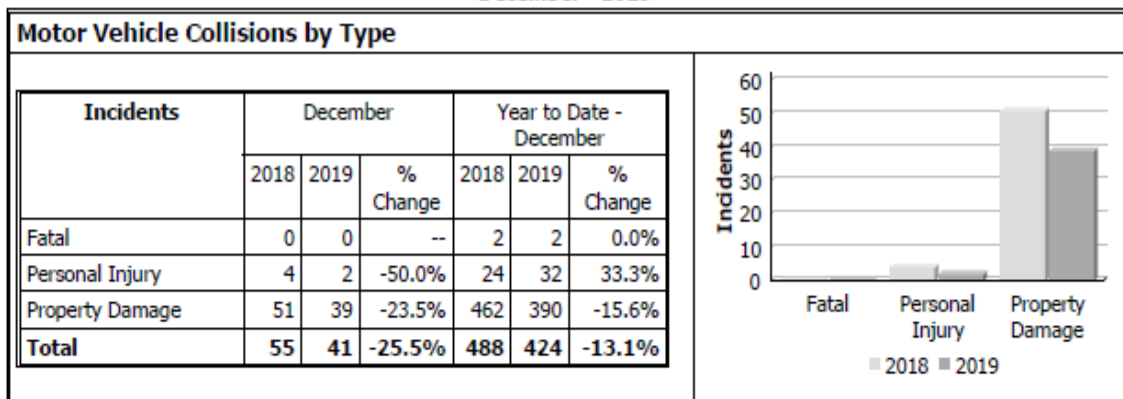 Motor Vehicle Collisions by Type
Incidents December Year to Date -
December
2018 2019 % 2018 2019 %
Change Change
Fatal 0 0 -- 2 2 0.0%
Personal Injury 4 2 -50.0% 24 32 33.3%
Property Damage 51 39 -23.5% 462 390 -15.6%
Total 55 41 -25.5% 488 424 -13.1%
60
50
40
30
20
10
0
Incidents
Fatal Personal Property
Injury Damage
2018 2019